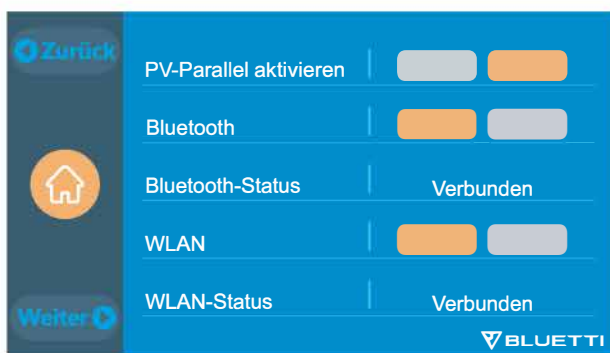 Zurück
PV-Parallel aktivieren
Bluetooth
Bluetooth-Status Verbunden
WLAN
WLAN-Status Verbunden
Weiter
BLUETTI